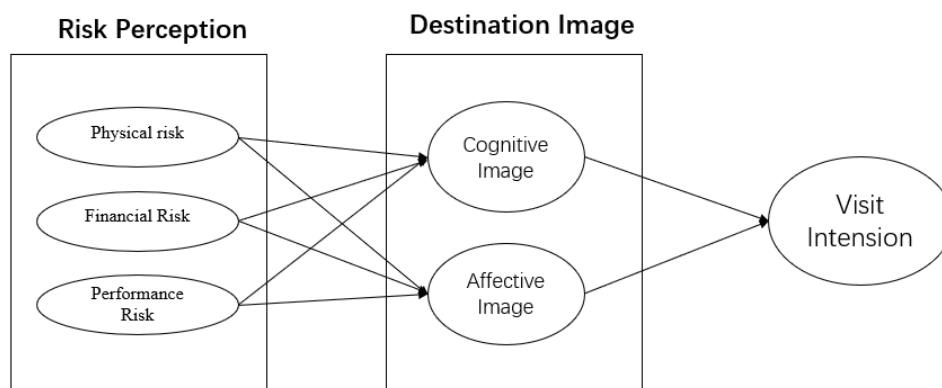 Risk Perception
Destination Image
Physical risk
Financial Risk
Performance
Risk
Cognitive
Image
Affective
Image
Visit
Intension